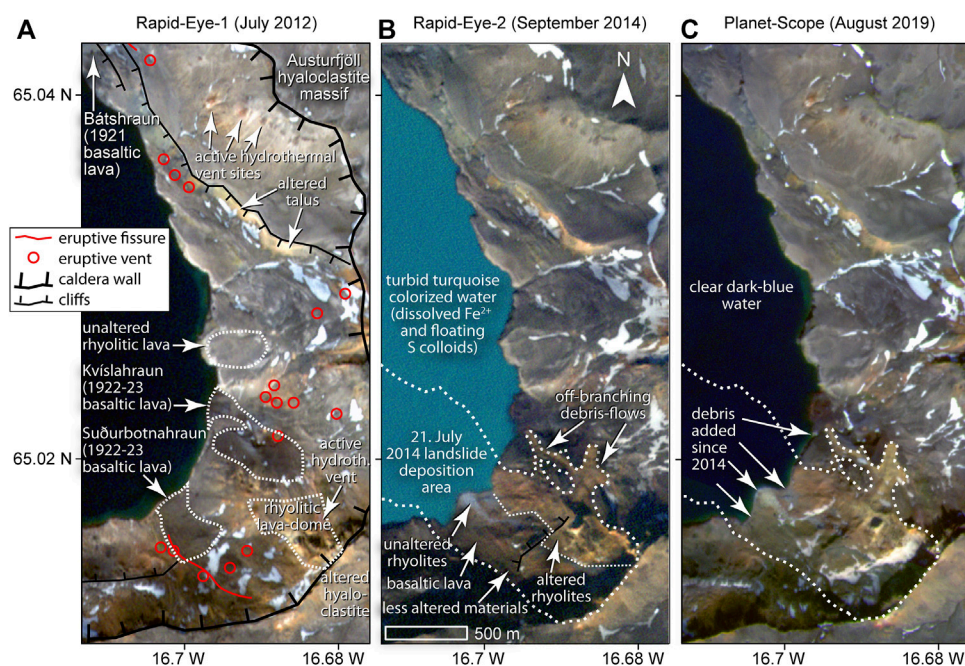 A
Rapid-Eye-1 (July 2012)
65.04 N
Austurfjöll
hyaloclastite
massif
Bátshraun
(1921
basaltic
lava)
active hydrothermal
vent sites
altered
talus
eruptive fissure
eruptive vent
caldera wall
cliffs
unaltered
rhyolitic lava
Kvíslahraun
(1922-23
basaltic lava)
Suðurbotnahraun
(1922-23
basaltic lava)
65.02 N
active
hydroth.
vent
rhyolitic
lava-dome
altered
hyalo-
clastite
16.7 W
16.68 W
B
Rapid-Eye-2 (September 2014)
N
turbid turquoise
colorized water
(dissolved Fe²⁺
and floating
S colloids)
off-branching
debris-flows
21. July
2014 landslide
deposition
area
unaltered
rhyolites
basaltic lava
less altered materials
altered
rhyolites
500 m
16.7 W
16.68 W
C
Planet-Scope (August 2019)
clear dark-blue
water
debris
added
since
2014
16.7 W
16.68 W